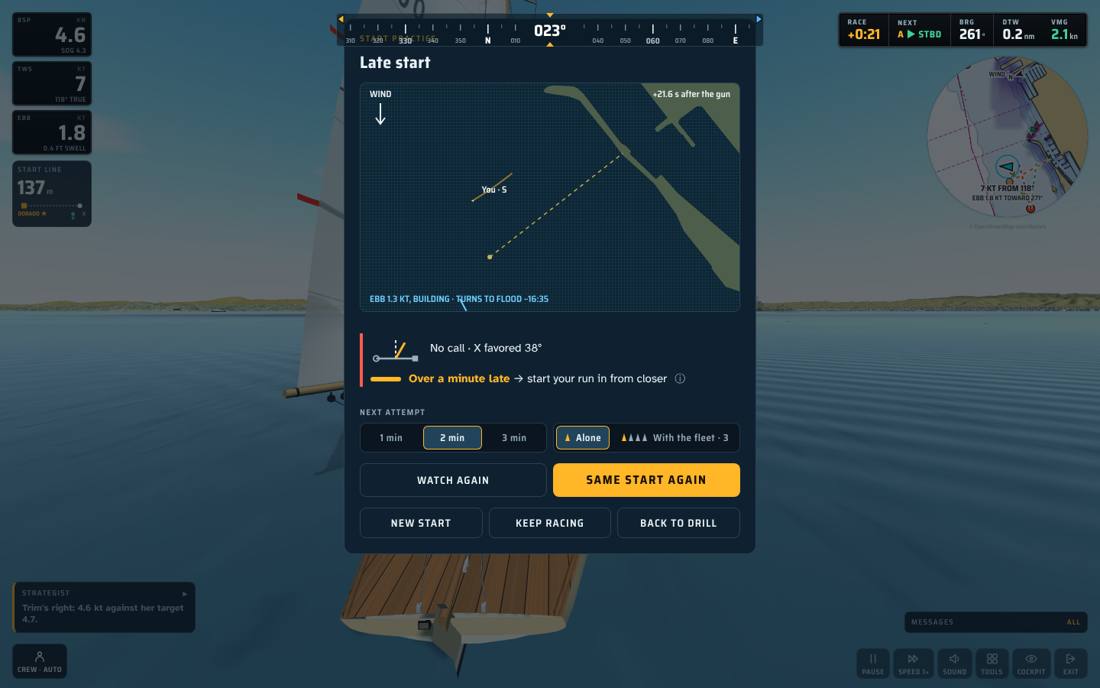 BSP KN
4.6
SOG 4.3
TWS KT
7
118° TRUE
EBB KT
1.8
0.4 FT SWELL
START LINE
137 m
DORADO X
310 320 330 340 350 N 010 023° 040 050 060 070 080 E
RACE
+0:21
NEXT
A ▶ STBD
BRG
261°
DTW
0.2 nm
VMG
2.1 kn
WIND
N
7 KT FROM 118°
EBB 1.8 KT TOWARD 271°
© OpenStreetMap contributors
START PRACTICE
Late start
WIND
+21.6 s after the gun
You · S
EBB 1.3 KT, BUILDING · TURNS TO FLOOD ~16:35
No call · X favored 38°
Over a minute late → start your run in from closer ⓘ
NEXT ATTEMPT
1 min 2 min 3 min
Alone With the fleet · 3
WATCH AGAIN
SAME START AGAIN
NEW START
KEEP RACING
BACK TO DRILL
STRATEGIST ▶
Trim's right: 4.6 kt against her target
4.7.
CREW · AUTO
MESSAGES ALL
PAUSE
SPEED 1×
SOUND
TOOLS
COCKPIT
EXIT